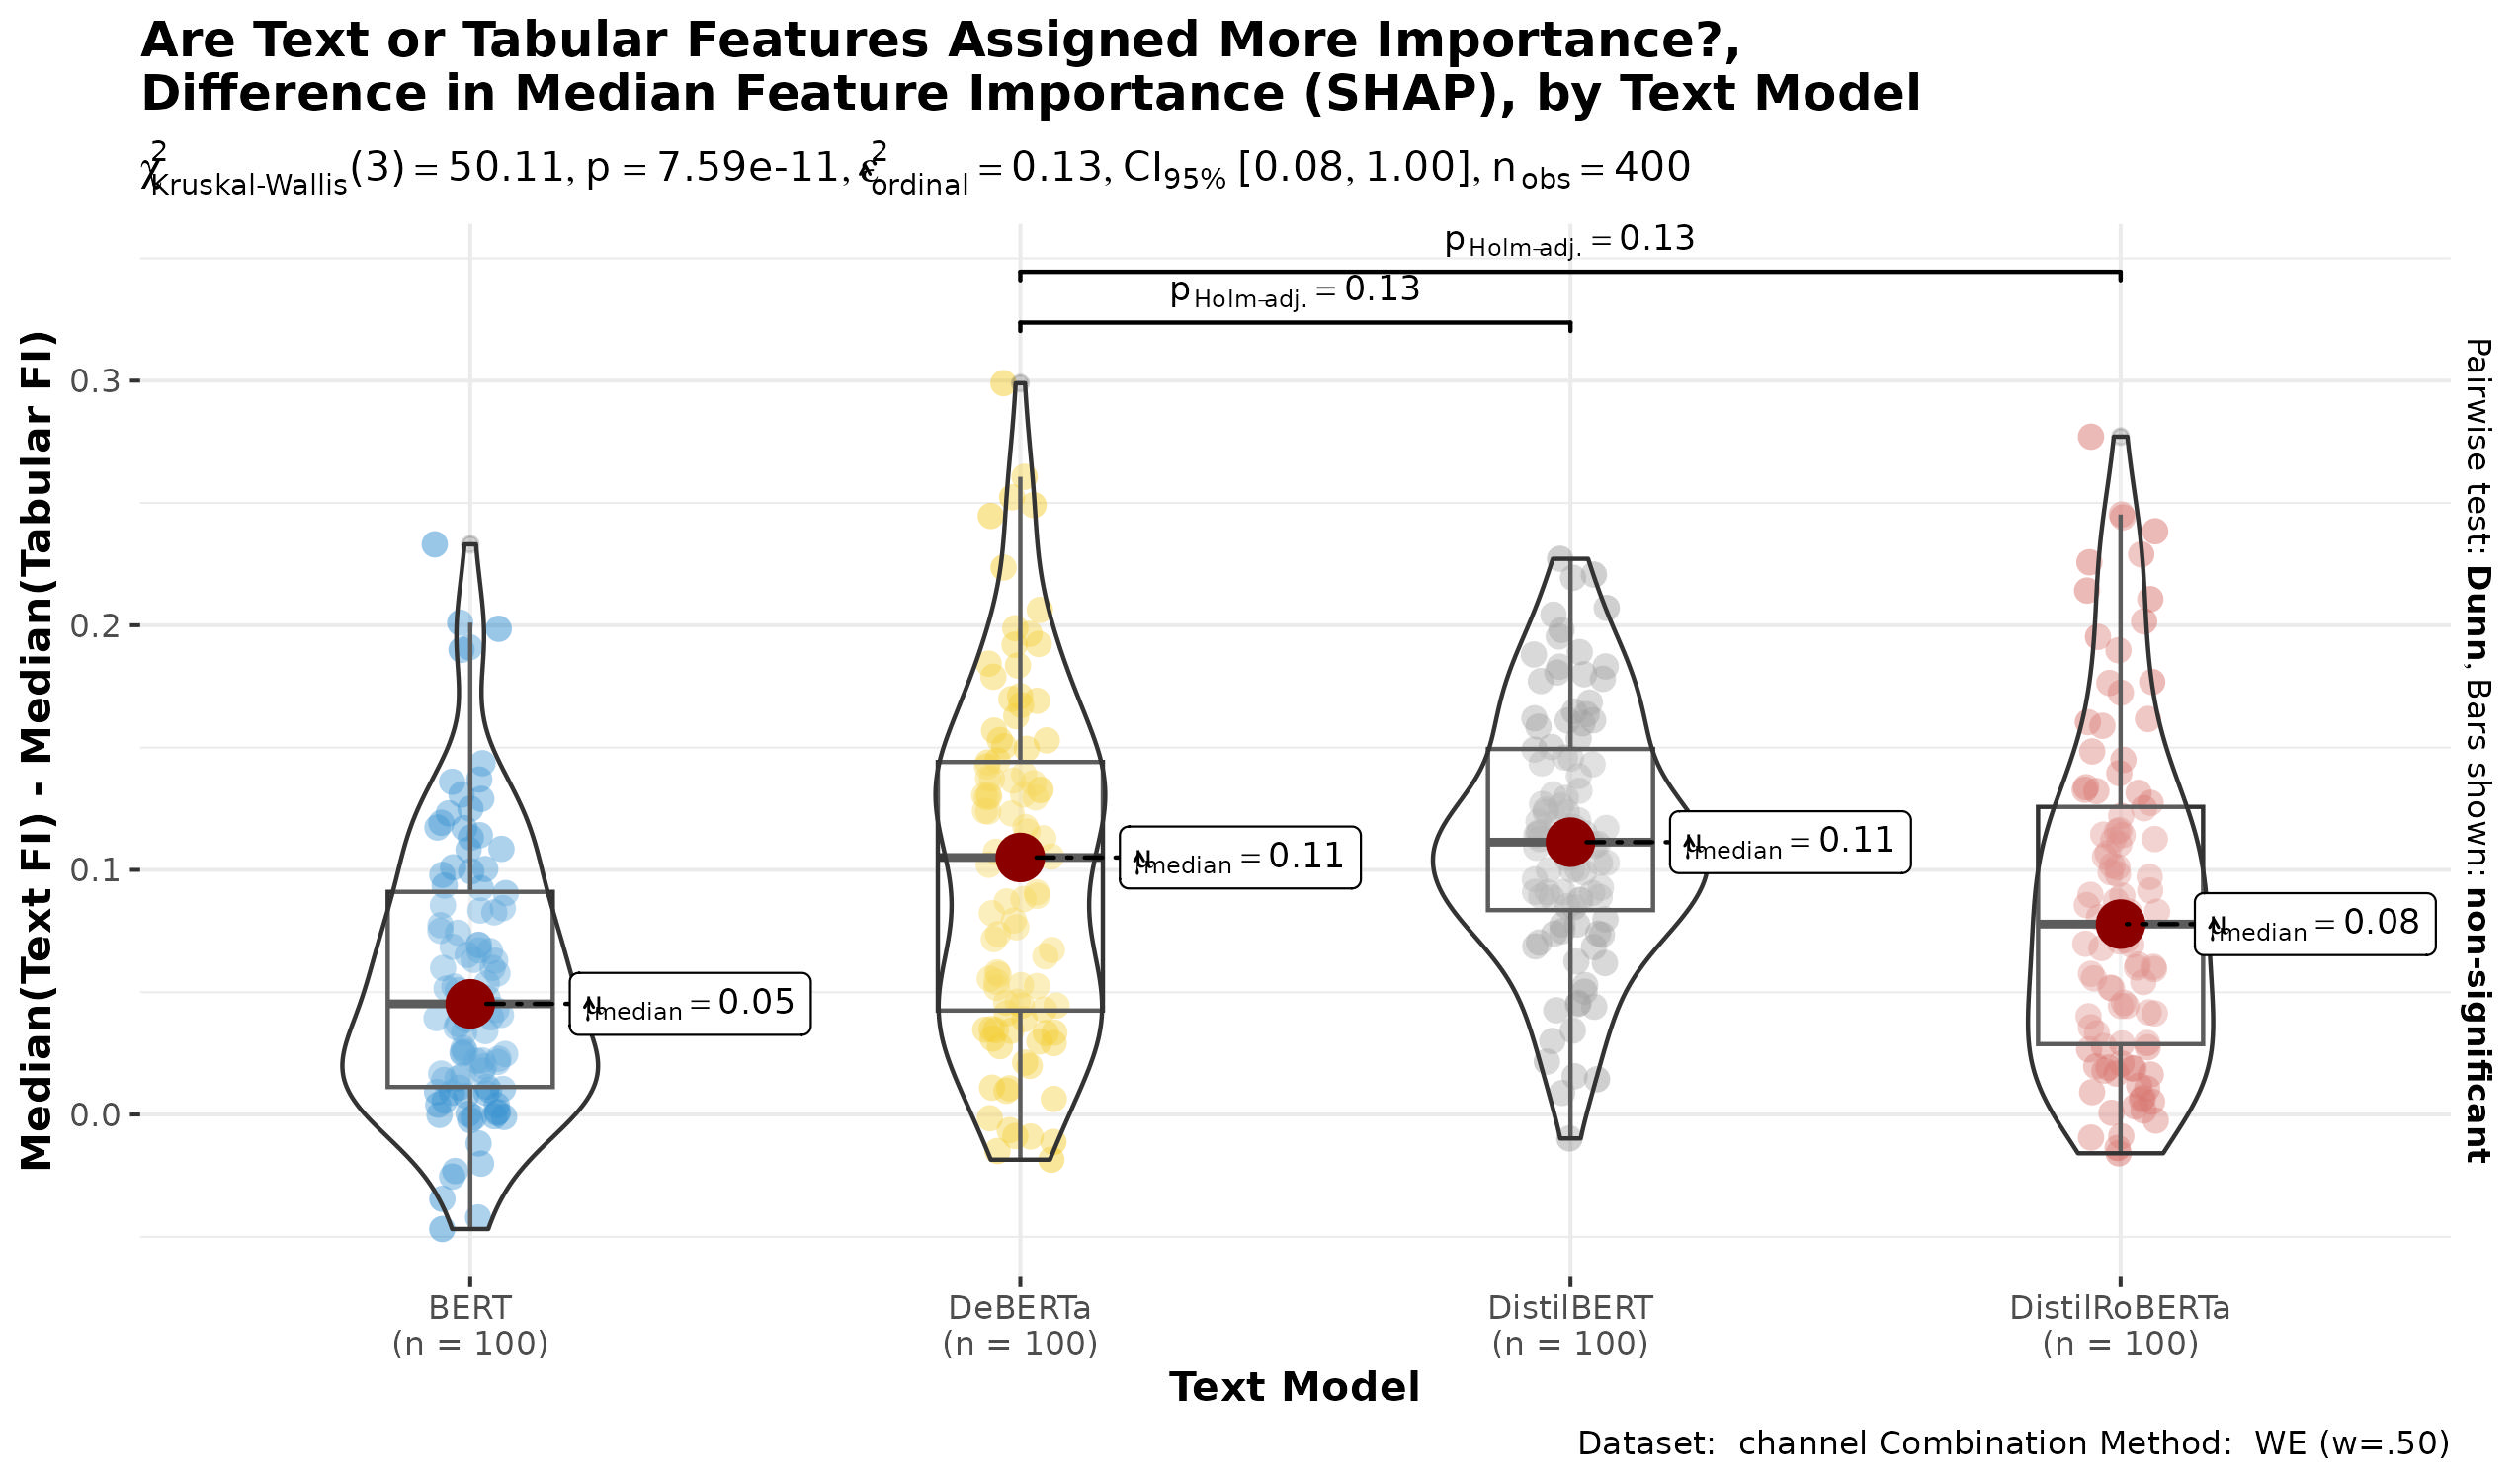 Are Text or Tabular Features Assigned More Importance?,
Difference in Median Feature Importance (SHAP), by Text Model
χ²Kruskal-Wallis(3) = 50.11, p = 7.59e-11, ε²ordinal = 0.13, CI95% [0.08, 1.00], nobs = 400
pHolm-adj. = 0.13
pHolm-adj. = 0.13
Median(Text FI) - Median(Tabular FI)
0.3
0.2
0.1
0.0
μ̂median = 0.05
μ̂median = 0.11
μ̂median = 0.11
μ̂median = 0.08
Pairwise test: Dunn, Bars shown: non-significant
BERT
(n = 100)
DeBERTa
(n = 100)
DistilBERT
(n = 100)
DistilRoBERTa
(n = 100)
Text Model
Dataset:  channel Combination Method:  WE (w=.50)